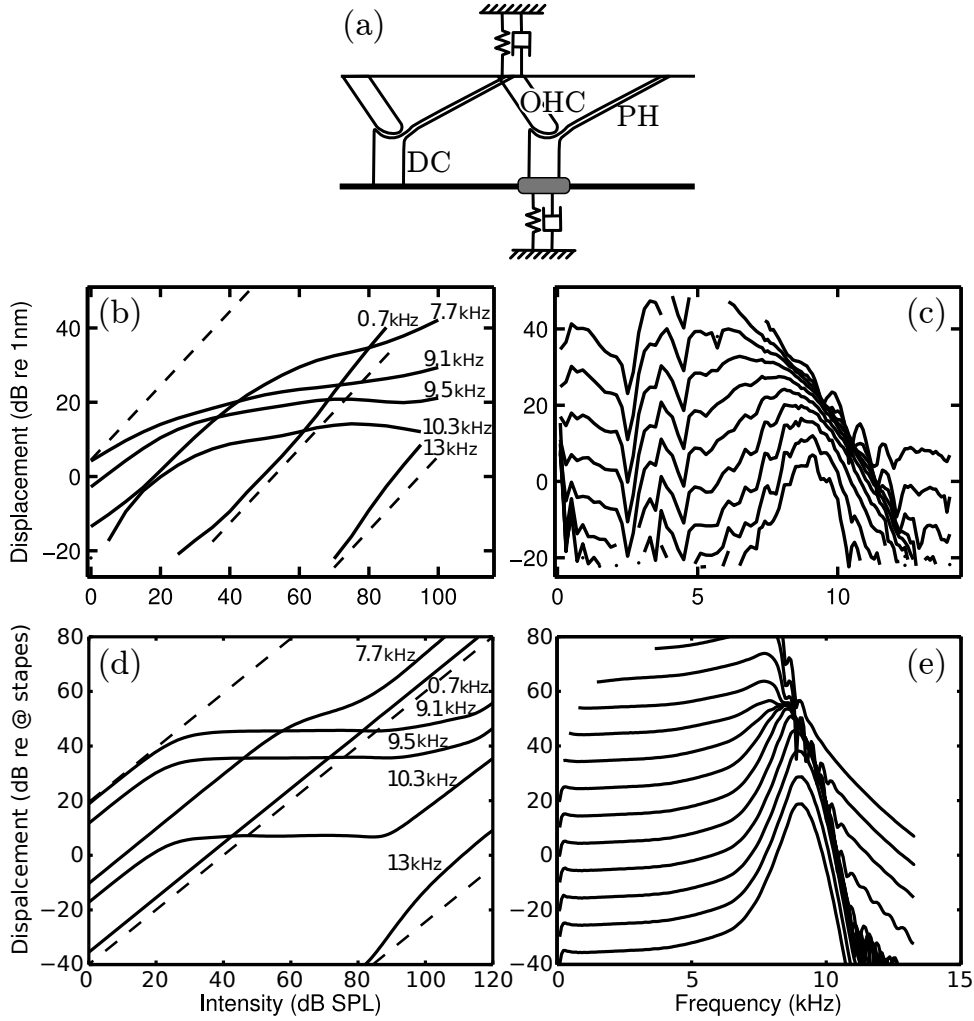 (a)
OHC
PH
DC
(b)
0.7kHz
7.7kHz
9.1kHz
9.5kHz
10.3kHz
13kHz
Displacement (dB re 1nm)
40
20
0
−20
0 20 40 60 80 100
(c)
40
20
0
−20
0 5 10
(d)
7.7kHz
0.7kHz
9.1kHz
9.5kHz
10.3kHz
13kHz
Dispalcement (dB re @ stapes)
80
60
40
20
0
−20
−40
0 20 40 60 80 100 120
Intensity (dB SPL)
(e)
80
60
40
20
0
−20
−40
0 5 10 15
Frequency (kHz)